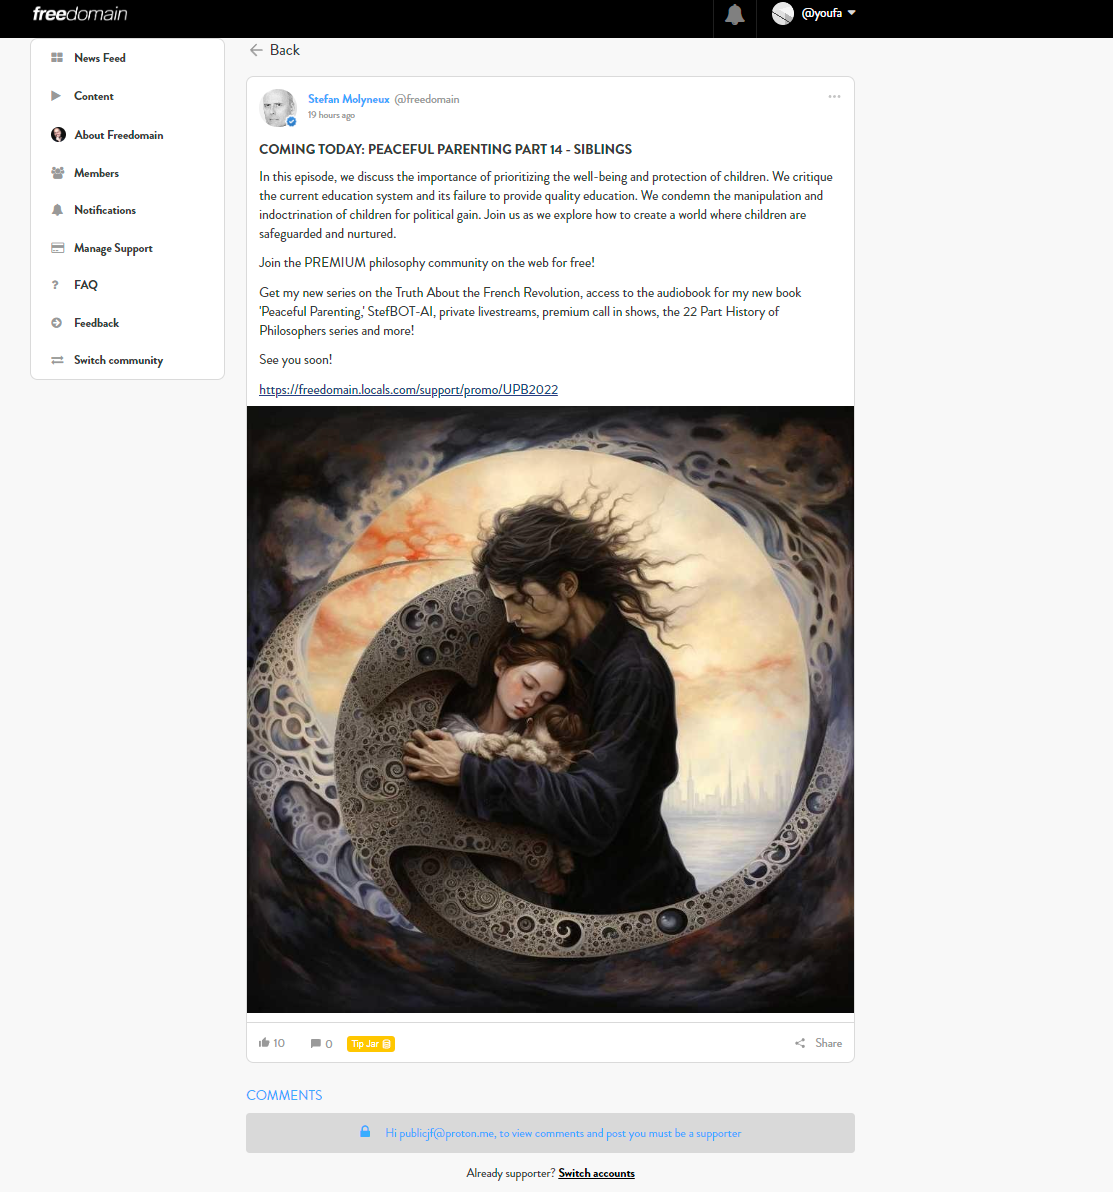 freedomain
@youfa
News Feed
Content
About Freedomain
Members
Notifications
Manage Support
FAQ
Feedback
Switch community
Back
Stefan Molyneux @freedomain
19 hours ago
COMING TODAY: PEACEFUL PARENTING PART 14 - SIBLINGS
In this episode, we discuss the importance of prioritizing the well-being and protection of children. We critique
the current education system and its failure to provide quality education. We condemn the manipulation and
indoctrination of children for political gain. Join us as we explore how to create a world where children are
safeguarded and nurtured.
Join the PREMIUM philosophy community on the web for free!
Get my new series on the Truth About the French Revolution, access to the audiobook for my new book
'Peaceful Parenting,' StefBOT-AI, private livestreams, premium call in shows, the 22 Part History of
Philosophers series and more!
See you soon!
https://freedomain.locals.com/support/promo/UPB2022
10
0
Tip Jar
Share
COMMENTS
Hi publicjf@proton.me, to view comments and post you must be a supporter
Already supporter? Switch accounts